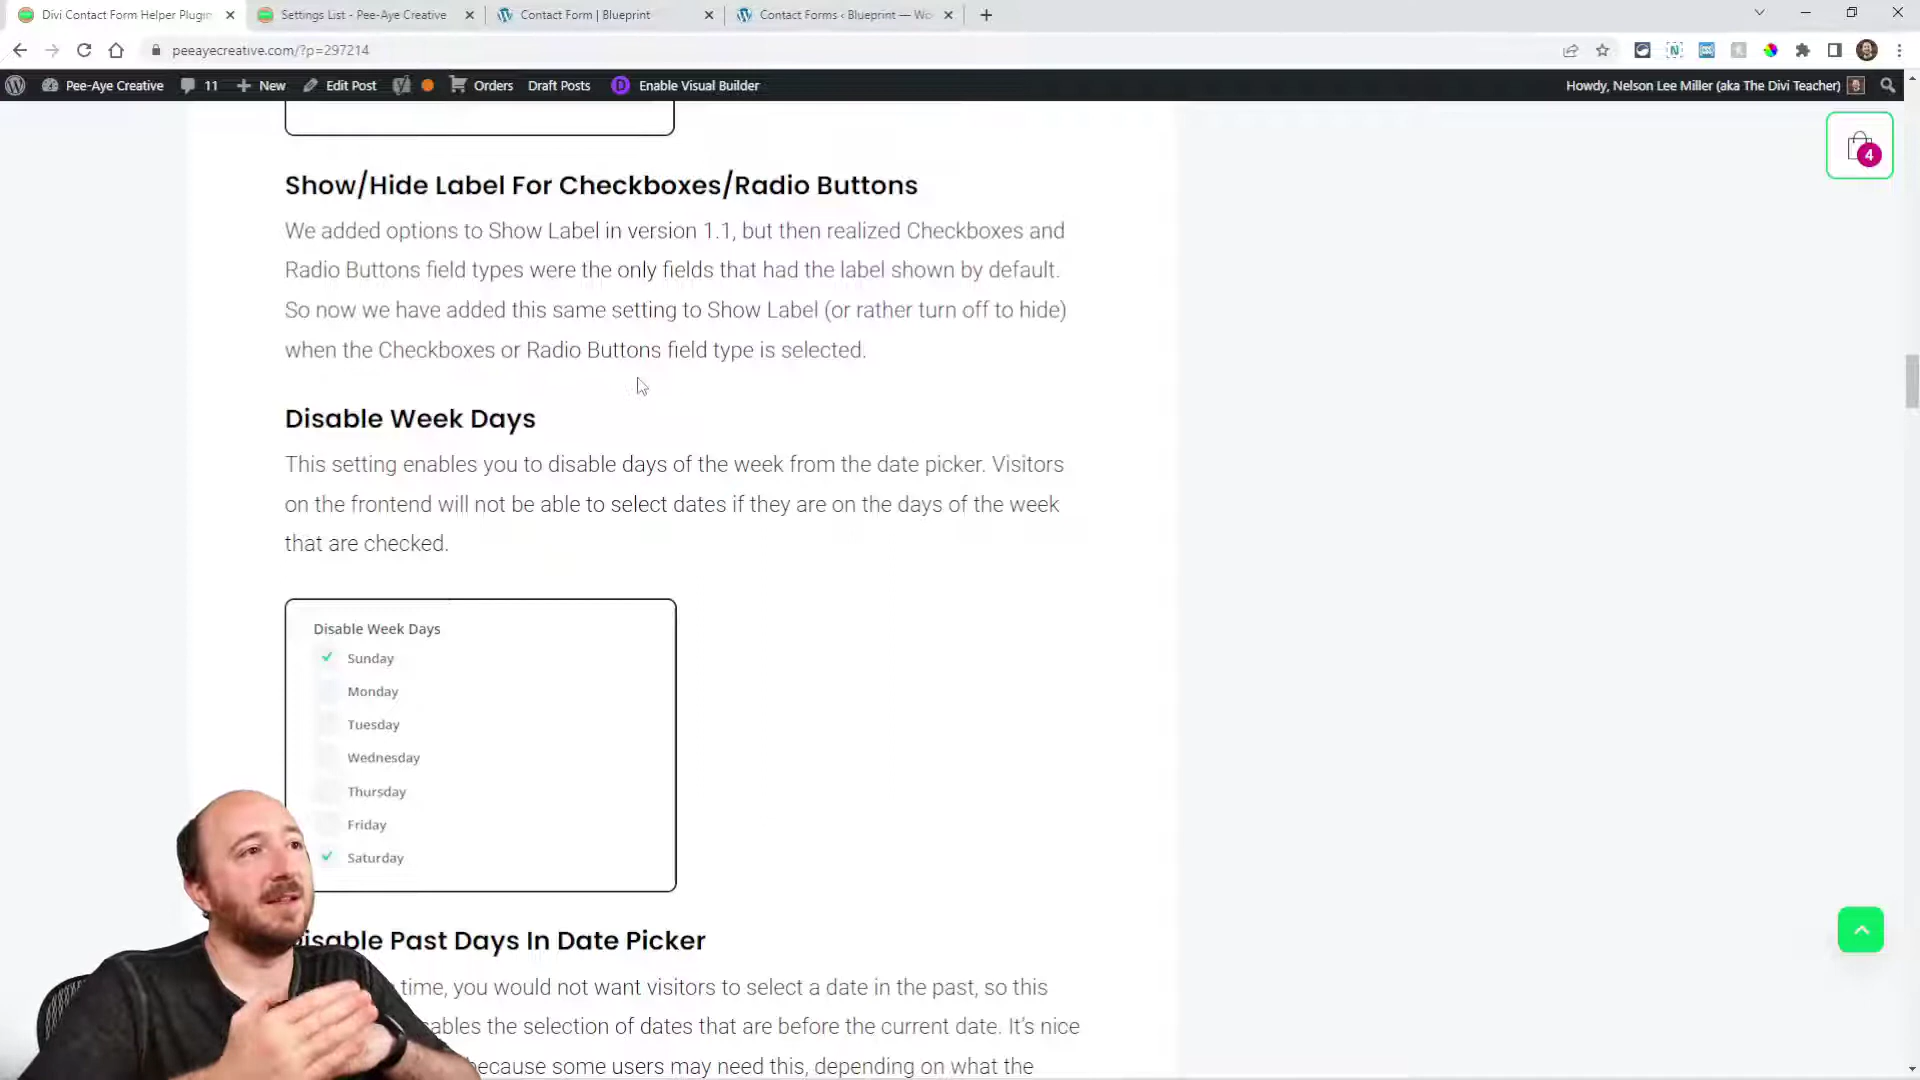 Divi Contact Form Helper Plugin
Settings List - Pee-Aye Creative
Contact Form | Blueprint
Contact Forms ‹ Blueprint — Wo
peeayecreative.com/?p=297214
Pee-Aye Creative
11
New
Edit Post
Orders
Draft Posts
Enable Visual Builder
Howdy, Nelson Lee Miller (aka The Divi Teacher)
4
Show/Hide Label For Checkboxes/Radio Buttons
We added options to Show Label in version 1.1, but then realized Checkboxes and
Radio Buttons field types were the only fields that had the label shown by default.
So now we have added this same setting to Show Label (or rather turn off to hide)
when the Checkboxes or Radio Buttons field type is selected.
Disable Week Days
This setting enables you to disable days of the week from the date picker. Visitors
on the frontend will not be able to select dates if they are on the days of the week
that are checked.
Disable Week Days
Sunday
Monday
Tuesday
Wednesday
Thursday
Friday
Saturday
isable Past Days In Date Picker
time, you would not want visitors to select a date in the past, so this
ables the selection of dates that are before the current date. It's nice
because some users may need this, depending on what the